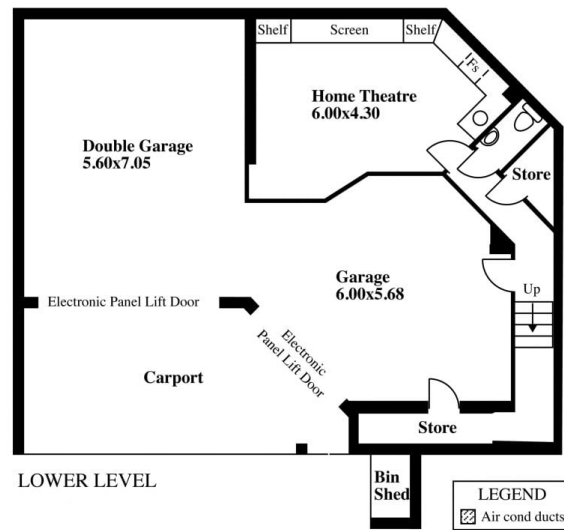 Shelf
Screen
Shelf
Fs
Home Theatre
6.00x4.30
Double Garage
5.60x7.05
Store
Garage
6.00x5.68
Up
Electronic Panel Lift Door
Electronic
Panel Lift Door
Carport
Store
LOWER LEVEL
Bin
Shed
LEGEND
Air cond ducts